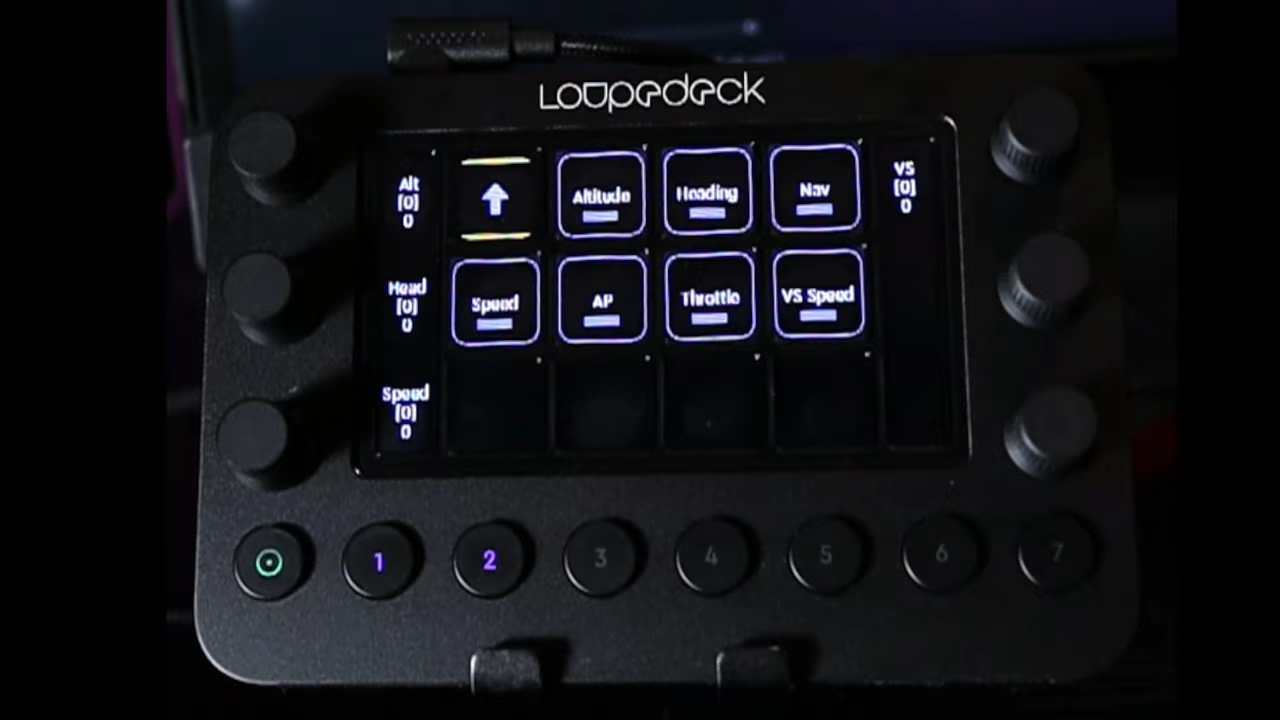 Loupedeck
Alt
[0]
0
Altitude
Heading
Nav
VS
[0]
0
Head
[0]
0
Speed
AP
Throttle
VS Speed
Speed
[0]
0
1
2
3
4
5
6
7